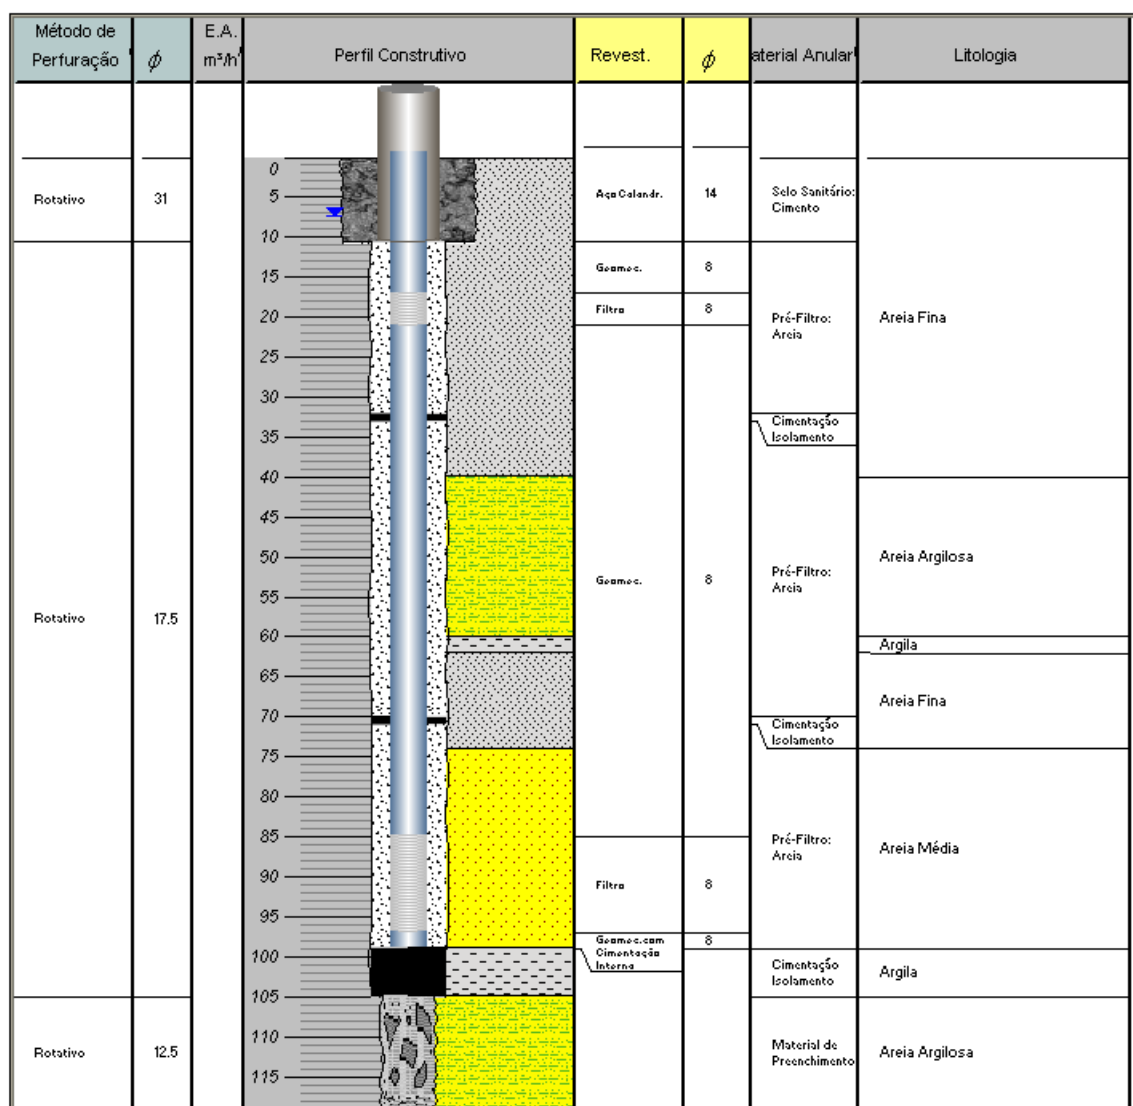 Método de
Perfuração
ϕ
E.A.
m³/h
Perfil Construtivo
Revest.
ϕ
aterial Anular
Litologia
0
5
10
15
20
25
30
35
40
45
50
55
60
65
70
75
80
85
90
95
100
105
110
115
Rotativo
31
Rotativo
17.5
Rotativo
12.5
Aço Calandr.
14
Geomec.
8
Filtro
8
Geomec.
8
Filtro
8
Geomec.com
Cimentação
Interna
8
Selo Sanitário:
Cimento
Pré-Filtro:
Areia
Cimentação
Isolamento
Pré-Filtro:
Areia
Cimentação
Isolamento
Pré-Filtro:
Areia
Cimentação
Isolamento
Material de
Preenchimento
Areia Fina
Areia Argilosa
Argila
Areia Fina
Areia Média
Argila
Areia Argilosa